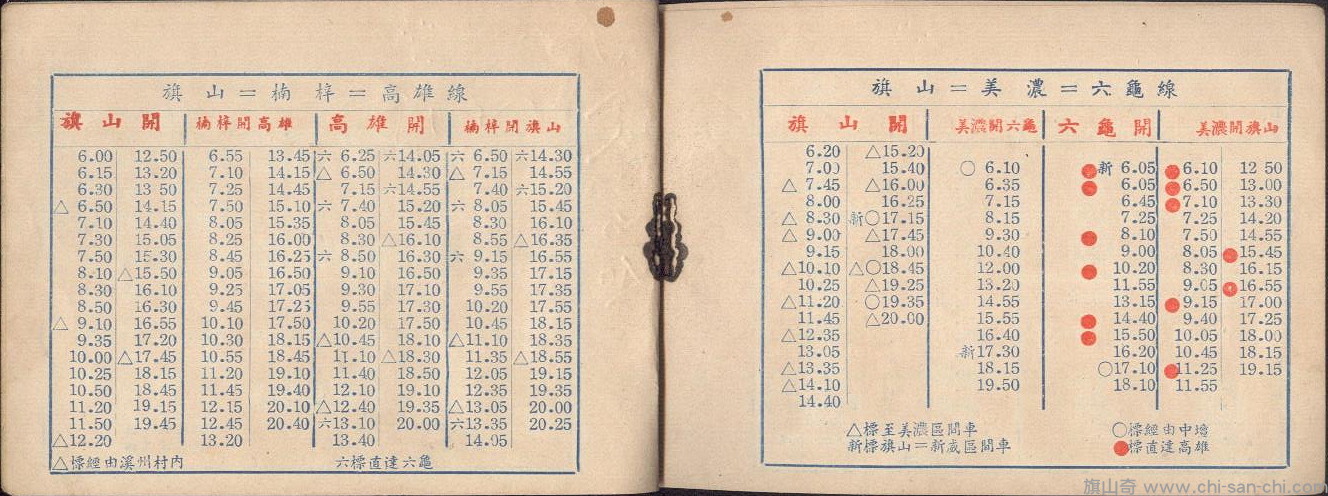 旗山=楠梓=高雄線
旗山開 楠梓開高雄 高雄開 楠梓開旗山
6.00 12.50 6.55 13.45 六 6.25 六14.05 六 6.50 六14.30
6.15 13.20 7.10 14.15 △ 6.50 14.30 △ 7.15 14.55
6.30 13 50 7.25 14.45 7.15 六14.55 7.40 六15.20
△ 6.50 14.15 7.50 15.10 六 7.40 15.20 六 8.05 15.45
7.10 14.40 8.05 15.35 8.05 15.45 8.30 16.10
7.30 15.05 8.25 16.00 8.30 △16.10 8.55 △16.35
7.50 15.30 8.45 16.25 六 8.50 16.30 六 9.15 16.55
8.10 △15.50 9.05 16.50 9.10 16.50 9.35 17.15
8.30 16.10 9.25 17.05 9.30 17.10 9.55 17.35
8.50 16.30 9.45 17.25 9.55 17.30 10.20 17.55
△ 9.10 16.55 10.10 17.50 10.20 17.50 10.45 18.15
9.35 17.20 10.30 18.15 △10.45 18.10 △11.10 18.35
10.00 △17.45 10.55 18.45 11.10 △18.30 11.35 △18.55
10.25 18.15 11.20 19.10 11.40 18.50 12.05 19.15
10.50 18.45 11.45 19.40 12.10 19.10 12.35 19.35
11.20 19.15 12.15 20.10 △12.40 19.35 △13.05 20.00
11.50 19.45 12.45 20.40 六13.10 20.00 六13.35 20.25
△12.20 13.20 13.40 14.05
△標經由溪州村內 六標直達六龜
旗山=美濃=六龜線
旗山開 美濃開六龜 六龜開 美濃開旗山
6.20 △15.20
7.00 15.40 ○ 6.10 ●新 6.05 ●6.10 12 50
△ 7.45 △16.00 6.35 ● 6.05 ●6.50 13.00
8.00 16.25 7.15 6.45 ●7.10 13.30
△ 8.30 新○17.15 8.15 7.25 7.25 14.20
△ 9.00 △17.45 9.30 ● 8.10 7.50 14.55
9.15 18.00 10.40 9.00 8.05 ●15.45
△10.10 △○18.45 12.00 ● 10.20 8.30 16.15
10.25 △19.25 13.20 11.55 9.05 ●16.55
△11.20 ○19.35 14.55 13.15 ●9.15 17.00
11.45 △20.00 15.55 ● 14.40 9.40 17.25
△12.35 16.40 ● 15.50 10.05 18.00
13.05 新17.30 16.20 10.45 18.15
△13.35 18.15 ○17.10 ●11.25 19.15
△14.10 19.50 18.10 11.55
14.40
△標至美濃區間車 ○標經由中壇
新標旗山=新威區間車 ●標直達高雄
旗山奇 www.chi-san-chi.com